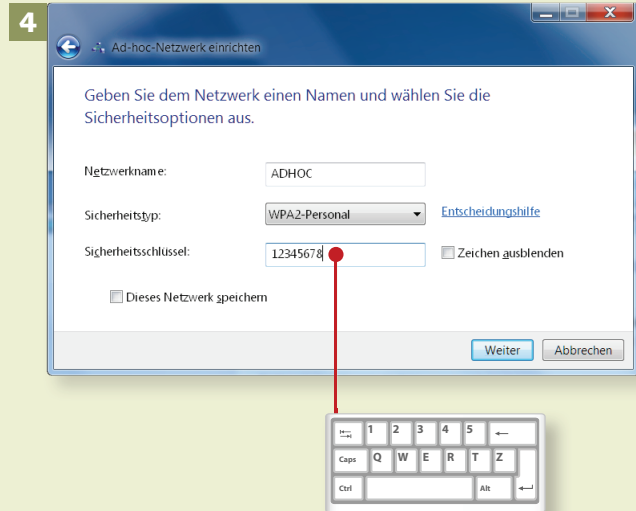 4
Ad-hoc-Netzwerk einrichten
Geben Sie dem Netzwerk einen Namen und wählen Sie die
Sicherheitsoptionen aus.
Netzwerkname: ADHOC
Sicherheitstyp: WPA2-Personal Entscheidungshilfe
Sicherheitsschlüssel: 12345678 Zeichen ausblenden
Dieses Netzwerk speichern
Weiter Abbrechen
1 2 3 4 5
Caps Q W E R T Z
Ctrl Alt